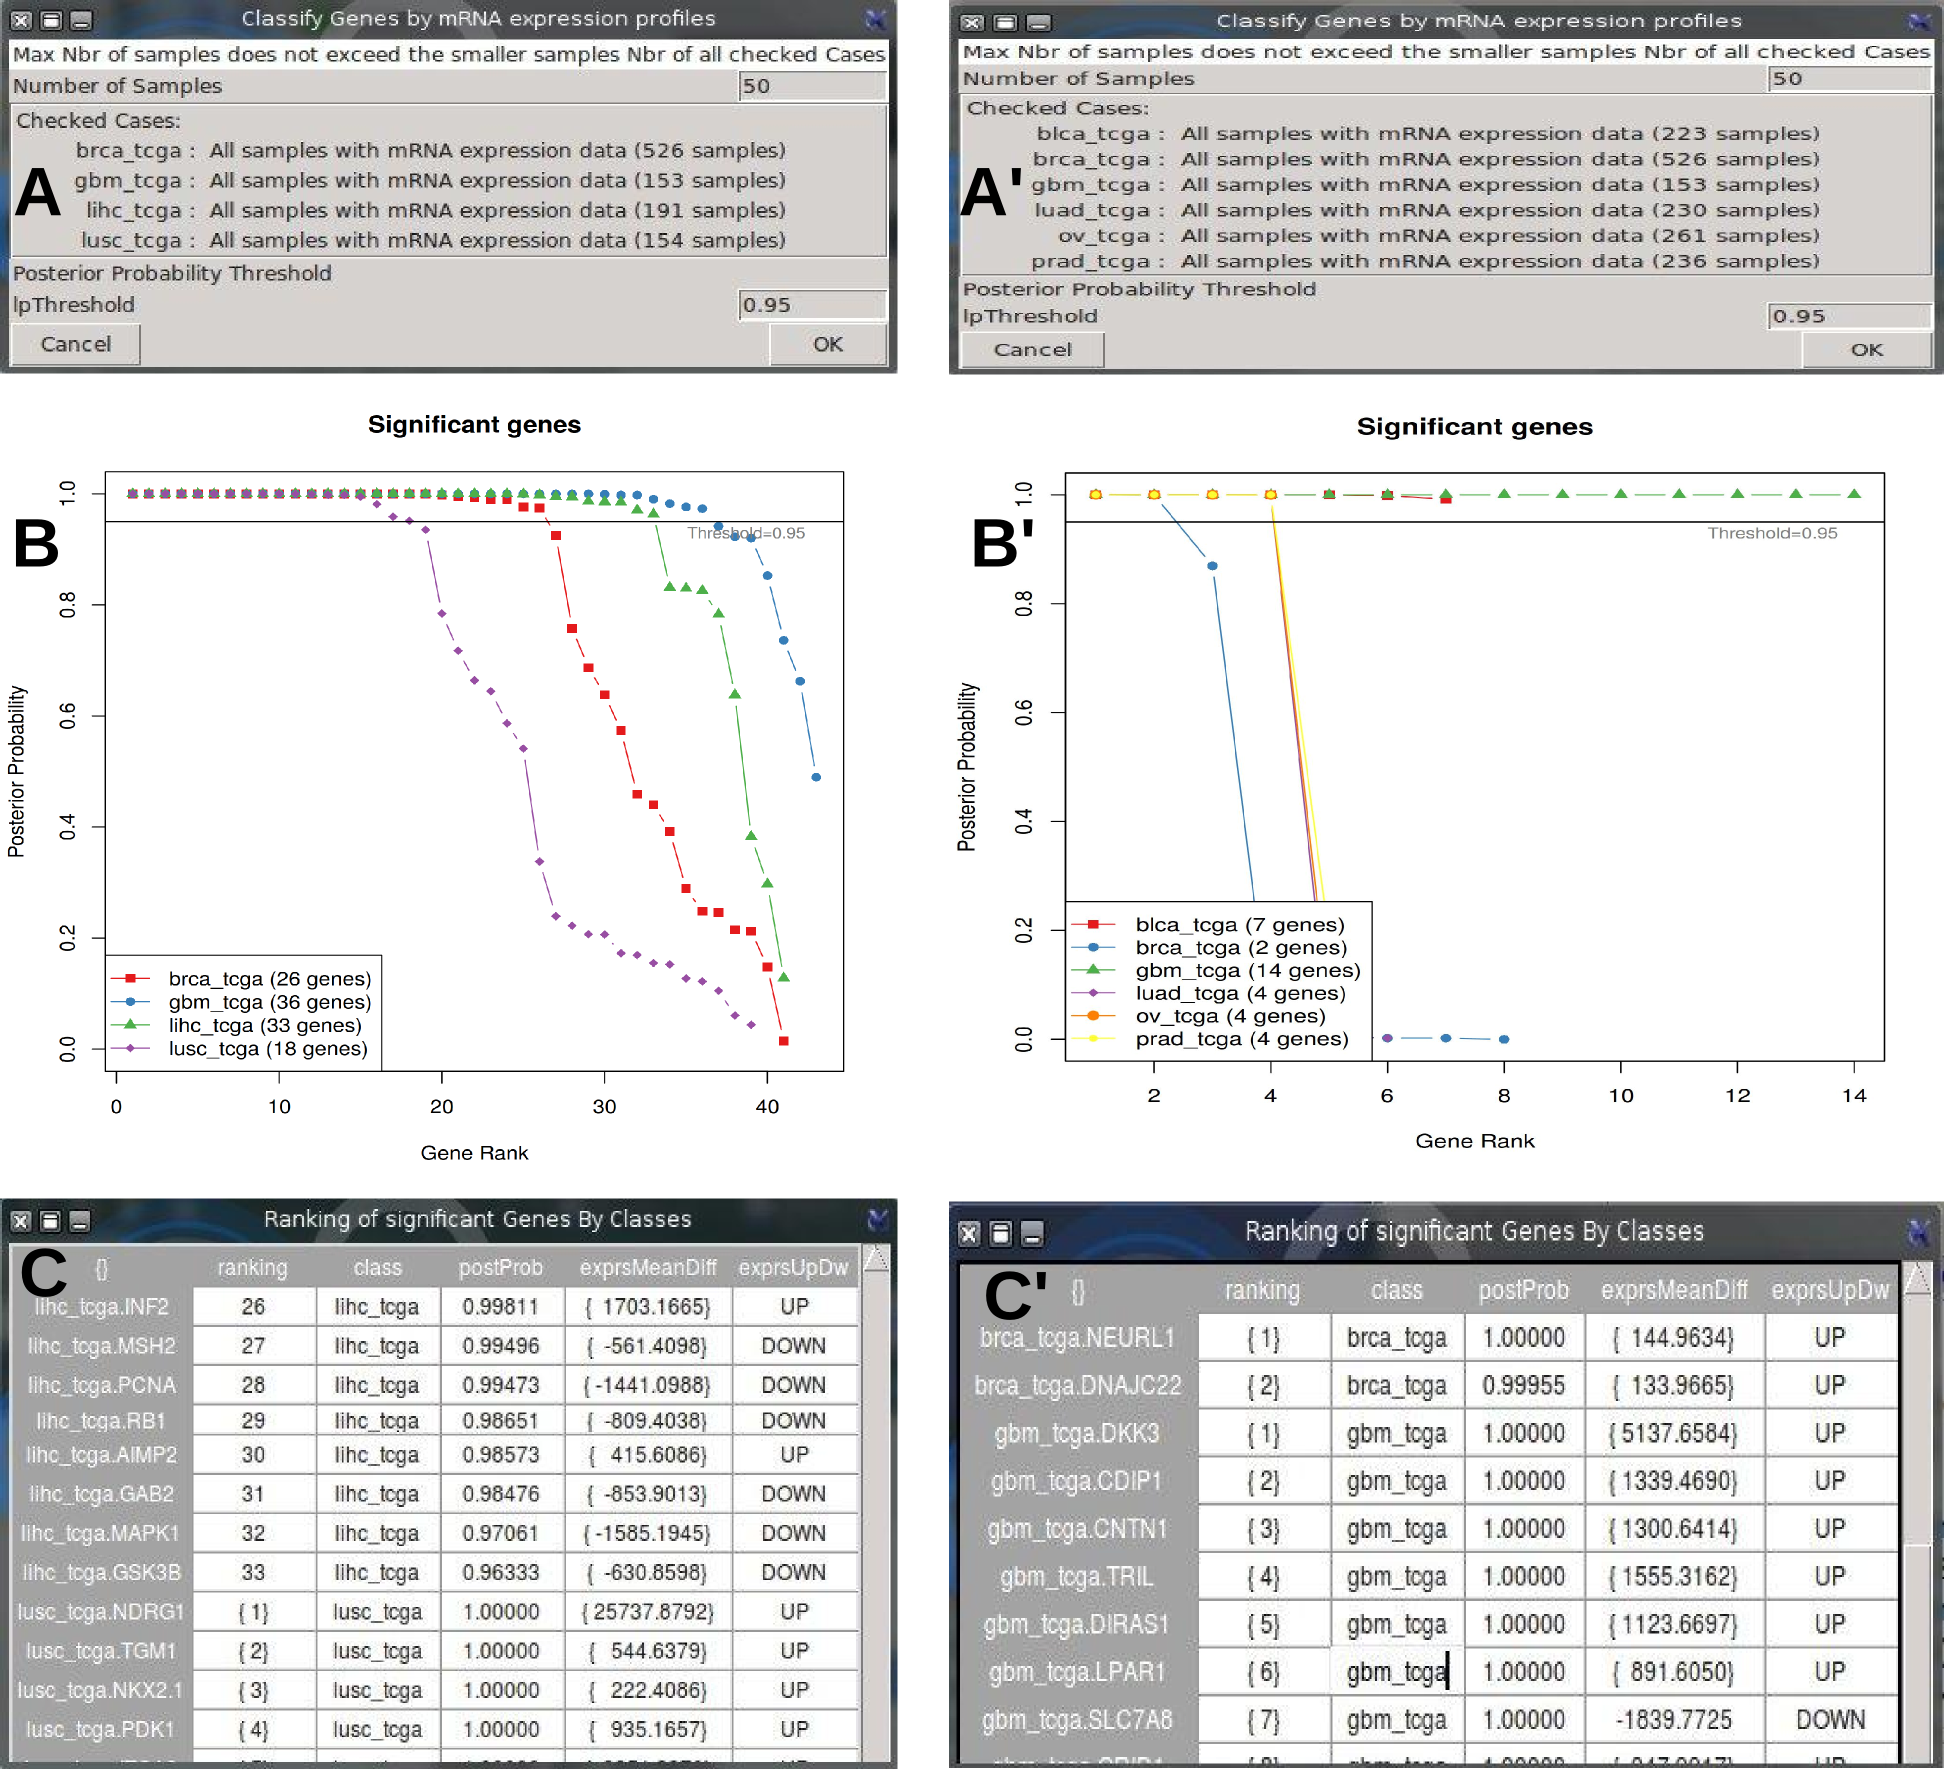 Classify Genes by mRNA expression profiles
Max Nbr of samples does not exceed the smaller samples Nbr of all checked Cases
Number of Samples 50
Checked Cases:
brca_tcga : All samples with mRNA expression data (526 samples)
gbm_tcga : All samples with mRNA expression data (153 samples)
lihc_tcga : All samples with mRNA expression data (191 samples)
lusc_tcga : All samples with mRNA expression data (154 samples)
A
Posterior Probability Threshold
lpThreshold 0.95
Cancel OK
Classify Genes by mRNA expression profiles
Max Nbr of samples does not exceed the smaller samples Nbr of all checked Cases
Number of Samples 50
Checked Cases:
blca_tcga : All samples with mRNA expression data (223 samples)
brca_tcga : All samples with mRNA expression data (526 samples)
gbm_tcga : All samples with mRNA expression data (153 samples)
luad_tcga : All samples with mRNA expression data (230 samples)
ov_tcga : All samples with mRNA expression data (261 samples)
prad_tcga : All samples with mRNA expression data (236 samples)
A'
Posterior Probability Threshold
lpThreshold 0.95
Cancel OK
Significant genes
B
Threshold=0.95
Posterior Probability
1.0
0.8
0.6
0.4
0.2
0.0
brca_tcga (26 genes)
gbm_tcga (36 genes)
lihc_tcga (33 genes)
lusc_tcga (18 genes)
0 10 20 30 40
Gene Rank
Significant genes
B'
Threshold=0.95
Posterior Probability
1.0
0.8
0.6
0.4
0.2
0.0
blca_tcga (7 genes)
brca_tcga (2 genes)
gbm_tcga (14 genes)
luad_tcga (4 genes)
ov_tcga (4 genes)
prad_tcga (4 genes)
2 4 6 8 10 12 14
Gene Rank
Ranking of significant Genes By Classes
C
{} ranking class postProb exprsMeanDiff exprsUpDw
lihc_tcga.INF2 26 lihc_tcga 0.99811 { 1703.1665} UP
lihc_tcga.MSH2 27 lihc_tcga 0.99496 { -561.4098} DOWN
lihc_tcga.PCNA 28 lihc_tcga 0.99473 { -1441.0988} DOWN
lihc_tcga.RB1 29 lihc_tcga 0.98651 { -809.4038} DOWN
lihc_tcga.AIMP2 30 lihc_tcga 0.98573 { 415.6086} UP
lihc_tcga.GAB2 31 lihc_tcga 0.98476 { -853.9013} DOWN
lihc_tcga.MAPK1 32 lihc_tcga 0.97061 { -1585.1945} DOWN
lihc_tcga.GSK3B 33 lihc_tcga 0.96333 { -630.8598} DOWN
lusc_tcga.NDRG1 { 1} lusc_tcga 1.00000 { 25737.8792} UP
lusc_tcga.TGM1 { 2} lusc_tcga 1.00000 { 544.6379} UP
lusc_tcga.NKX2.1 { 3} lusc_tcga 1.00000 { 222.4086} UP
lusc_tcga.PDK1 { 4} lusc_tcga 1.00000 { 935.1657} UP
Ranking of significant Genes By Classes
C'
{} ranking class postProb exprsMeanDiff exprsUpDw
brca_tcga.NEURL1 { 1} brca_tcga 1.00000 { 144.9634} UP
brca_tcga.DNAJC22 { 2} brca_tcga 0.99955 { 133.9665} UP
gbm_tcga.DKK3 { 1} gbm_tcga 1.00000 { 5137.6584} UP
gbm_tcga.CDIP1 { 2} gbm_tcga 1.00000 { 1339.4690} UP
gbm_tcga.CNTN1 { 3} gbm_tcga 1.00000 { 1300.6414} UP
gbm_tcga.TRIL { 4} gbm_tcga 1.00000 { 1555.3162} UP
gbm_tcga.DIRAS1 { 5} gbm_tcga 1.00000 { 1123.6697} UP
gbm_tcga.LPAR1 { 6} gbm_tcga 1.00000 { 891.6050} UP
gbm_tcga.SLC7A8 { 7} gbm_tcga 1.00000 -1839.7725 DOWN